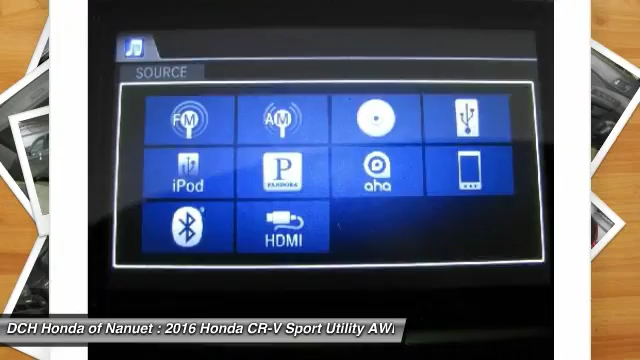 SOURCE
FM
AM
iPod
P
PANDORA
aha
HDMI
DCH Honda of Nanuet : 2016 Honda CR-V Sport Utility AW